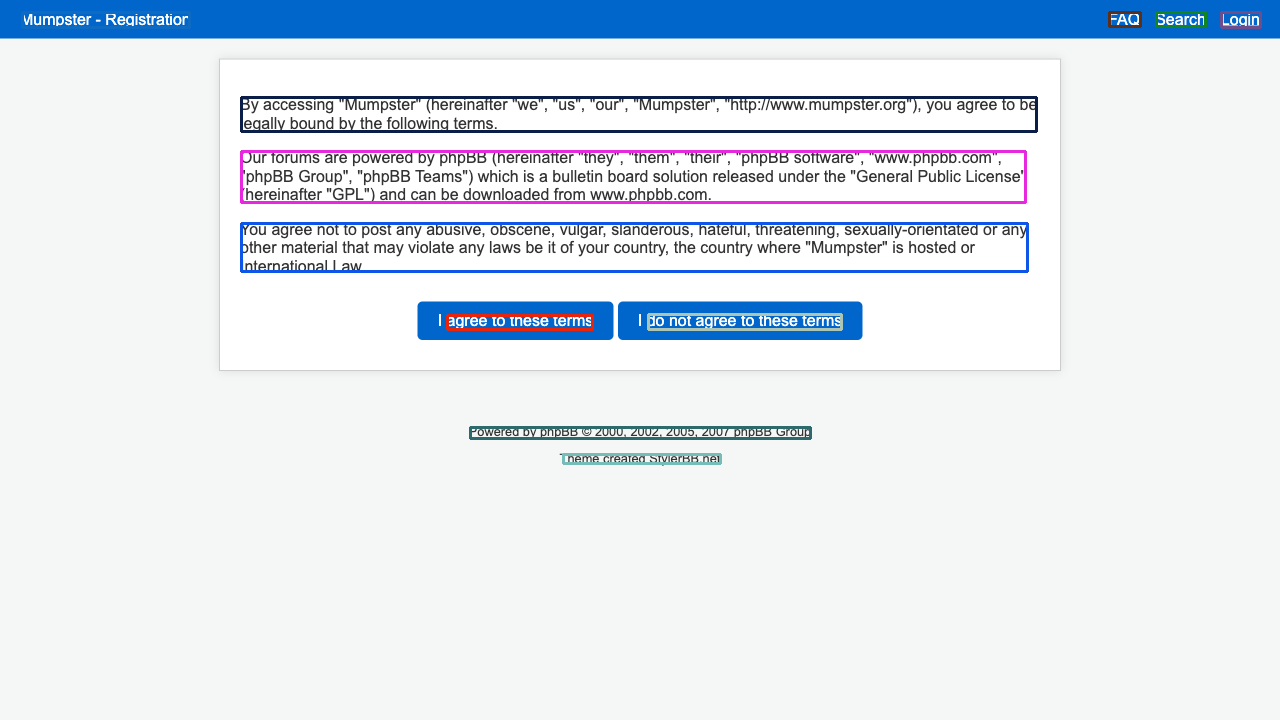 Mumpster - Registration
FAQ Search Login
By accessing "Mumpster" (hereinafter "we", "us", "our", "Mumpster", "http://www.mumpster.org"), you agree to be
legally bound by the following terms.
Our forums are powered by phpBB (hereinafter "they", "them", "their", "phpBB software", "www.phpbb.com",
"phpBB Group", "phpBB Teams") which is a bulletin board solution released under the "General Public License"
(hereinafter "GPL") and can be downloaded from www.phpbb.com.
You agree not to post any abusive, obscene, vulgar, slanderous, hateful, threatening, sexually-orientated or any
other material that may violate any laws be it of your country, the country where "Mumpster" is hosted or
International Law.
I agree to these terms I do not agree to these terms
Powered by phpBB © 2000, 2002, 2005, 2007 phpBB Group
Theme created StylerBB.net